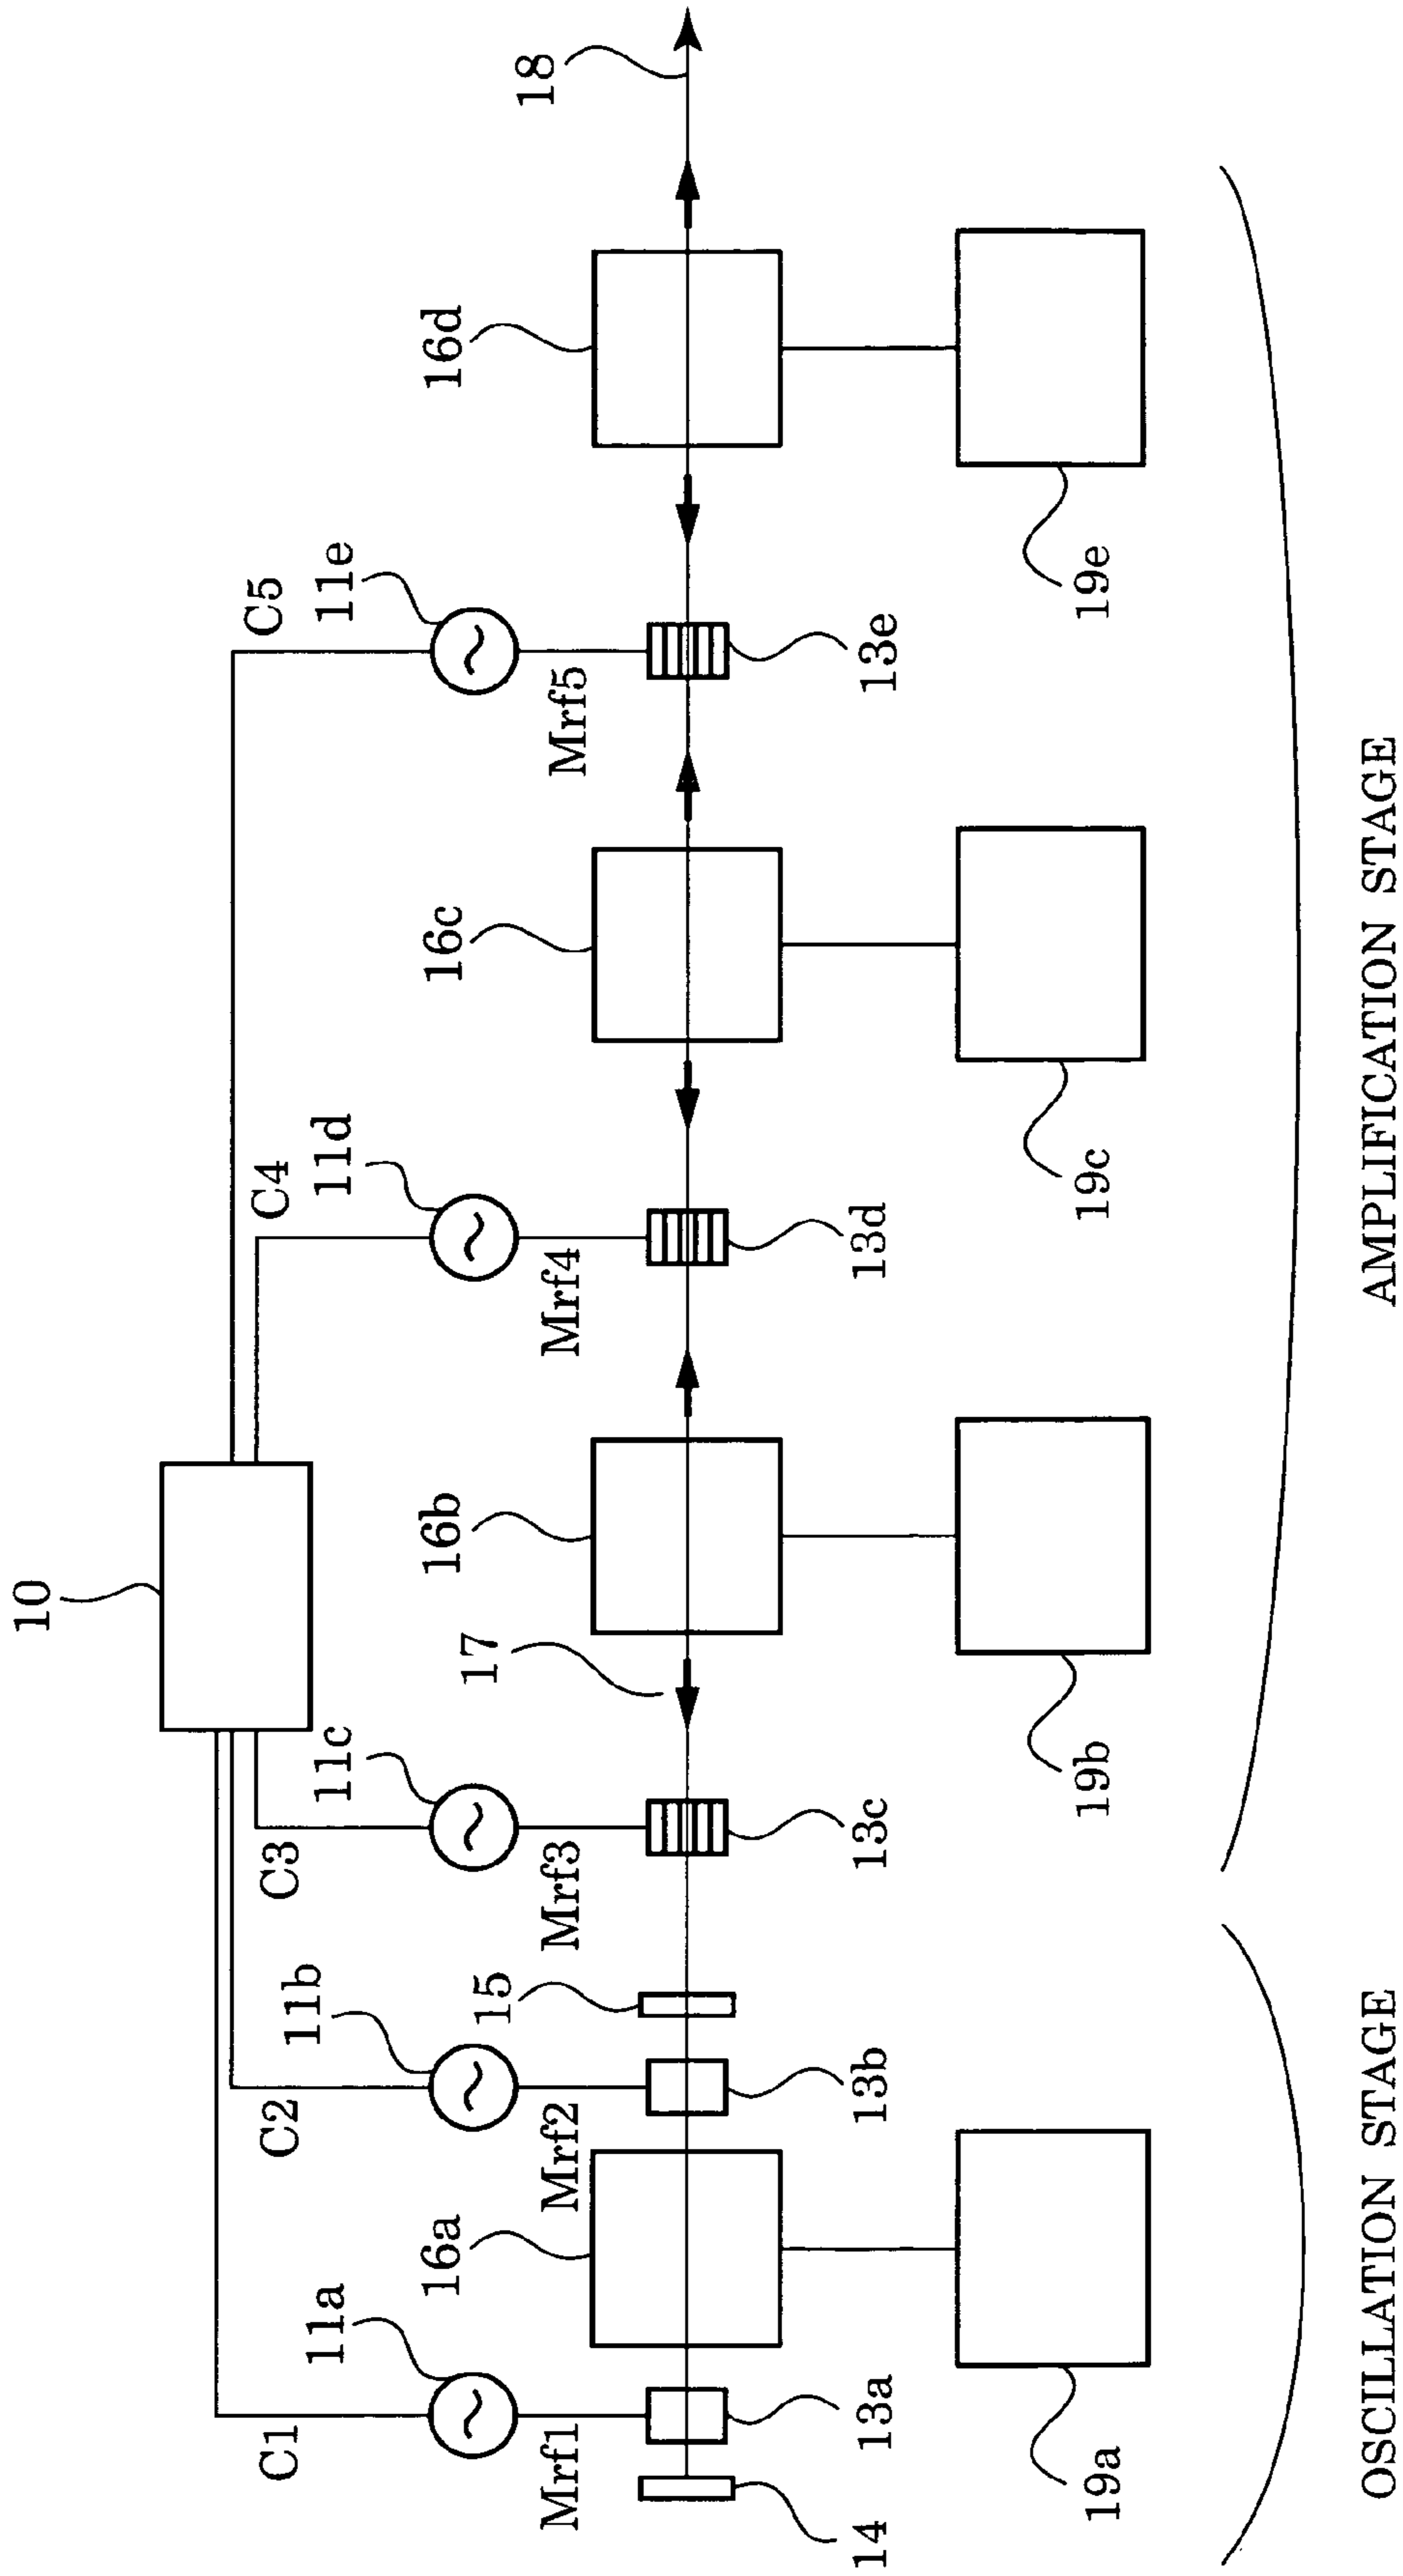 10
C1
C2
C3
C4
C5
11a
11b
11c
11d
11e
Mrf1
Mrf2
Mrf3
Mrf4
Mrf5
16a
16b
16c
16d
17
18
14
13a
13b
15
13c
13d
13e
19a
19b
19c
19e
OSCILLATION STAGE
AMPLIFICATION STAGE